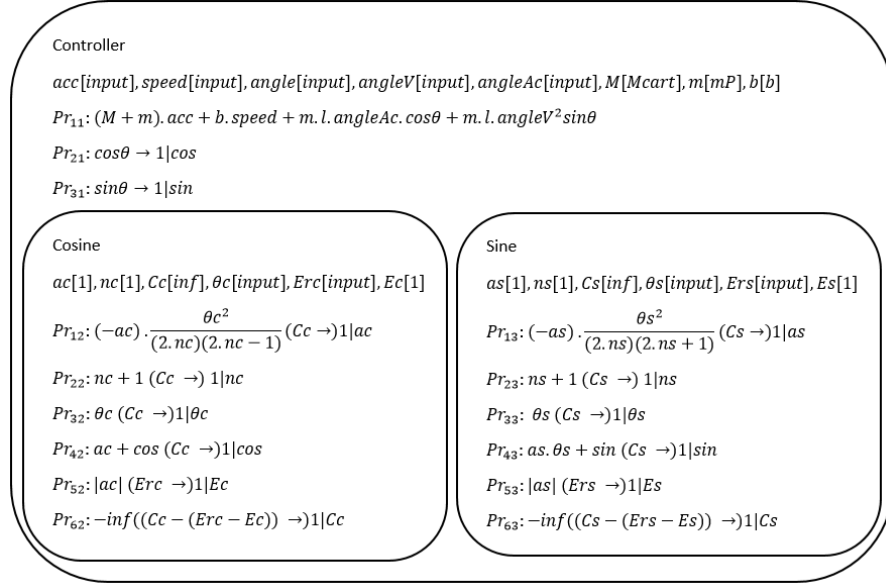 Controller
acc[input], speed[input], angle[input], angleV[input], angleAc[input], M[Mcart], m[mP], b[b]
Pr₁₁: (M + m). acc + b. speed + m. l. angleAc. cosθ + m. l. angleV² sinθ
Pr₂₁: cosθ → 1|cos
Pr₃₁: sinθ → 1|sin
Cosine
ac[1], nc[1], Cc[inf], θc[input], Erc[input], Ec[1]
Pr₁₂: (−ac). θc² / (2. nc)(2. nc − 1) (Cc →)1|ac
Pr₂₂: nc + 1 (Cc →) 1|nc
Pr₃₂: θc (Cc →)1|θc
Pr₄₂: ac + cos (Cc →)1|cos
Pr₅₂: |ac| (Erc →)1|Ec
Pr₆₂: −inf((Cc − (Erc − Ec)) →)1|Cc
Sine
as[1], ns[1], Cs[inf], θs[input], Ers[input], Es[1]
Pr₁₃: (−as). θs² / (2. ns)(2. ns + 1) (Cs →)1|as
Pr₂₃: ns + 1 (Cs →) 1|ns
Pr₃₃: θs (Cs →)1|θs
Pr₄₃: as. θs + sin (Cs →)1|sin
Pr₅₃: |as| (Ers →)1|Es
Pr₆₃: −inf((Cs − (Ers − Es)) →)1|Cs